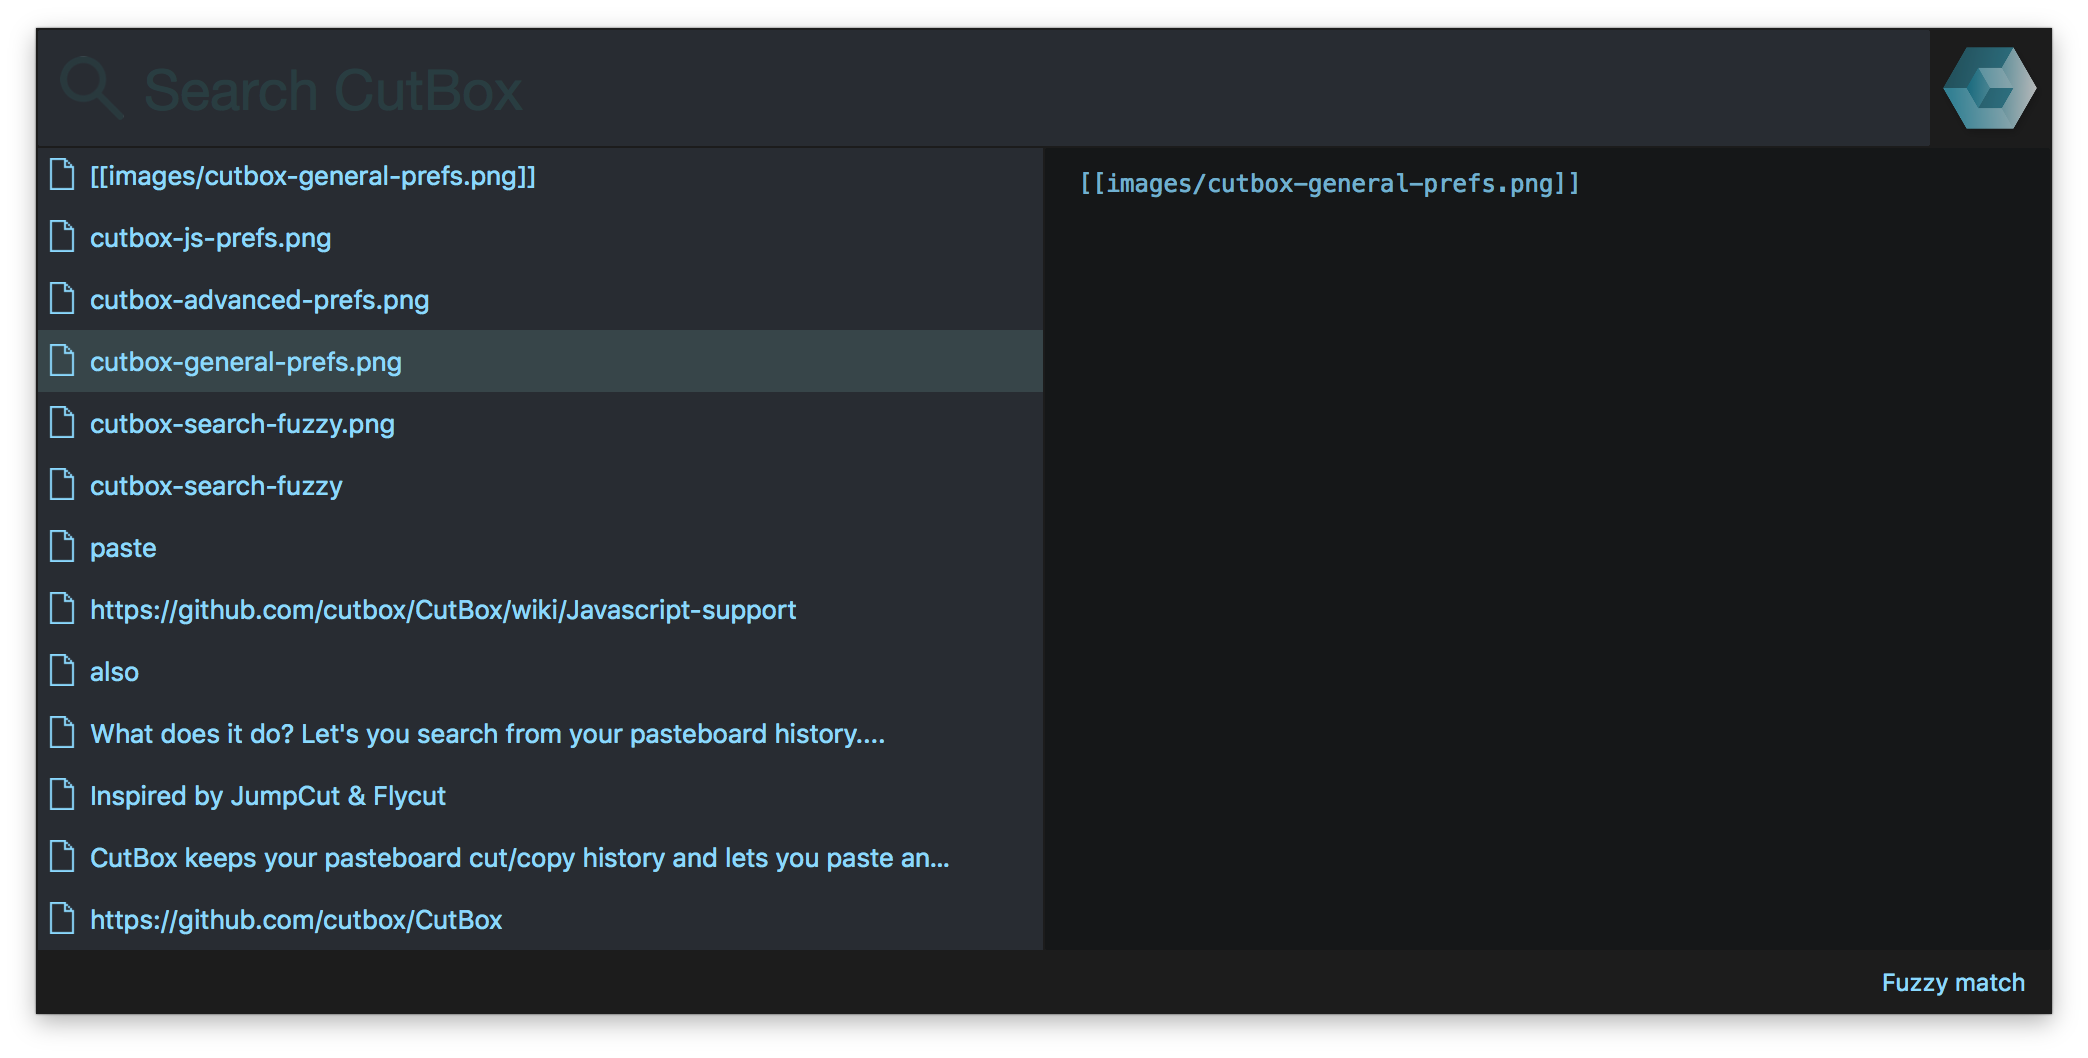 Search CutBox
[[images/cutbox-general-prefs.png]]
cutbox-js-prefs.png
cutbox-advanced-prefs.png
cutbox-general-prefs.png
cutbox-search-fuzzy.png
cutbox-search-fuzzy
paste
https://github.com/cutbox/CutBox/wiki/Javascript-support
also
What does it do? Let's you search from your pasteboard history....
Inspired by JumpCut & Flycut
CutBox keeps your pasteboard cut/copy history and lets you paste an...
https://github.com/cutbox/CutBox
[[images/cutbox-general-prefs.png]]
Fuzzy match